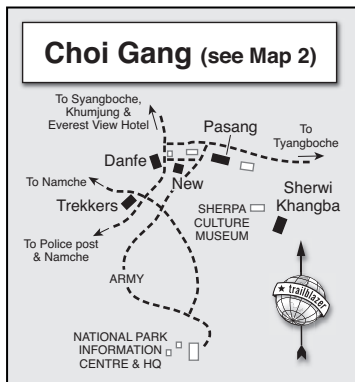 Choi Gang (see Map 2)
To Syangboche,
Khumjung &
Everest View Hotel
Pasang
To
Tyangboche
Danfe
To Namche
New
Sherwi
Khangba
Trekkers
SHERPA
CULTURE
MUSEUM
To Police post
& Namche
ARMY
★ trailblazer
NATIONAL PARK
INFORMATION
CENTRE & HQ